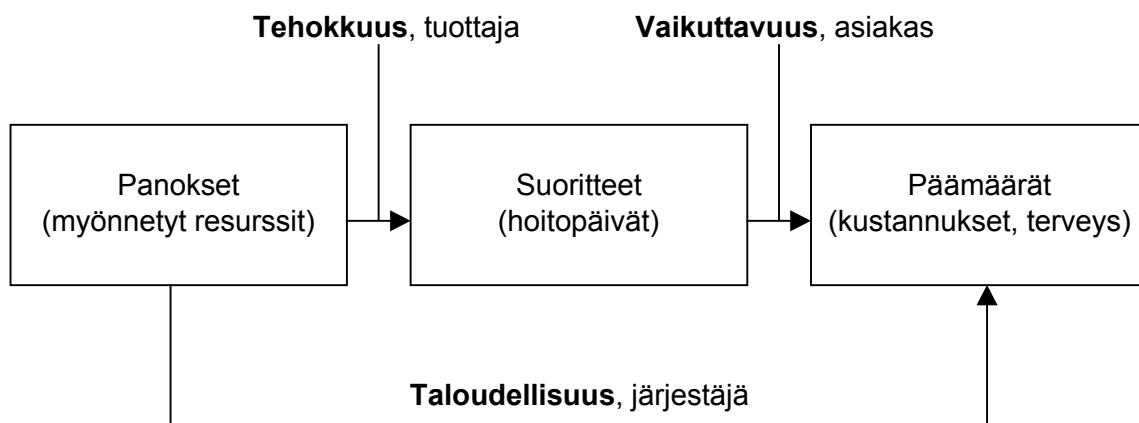 Tehokkuus, tuottaja
Vaikuttavuus, asiakas
Panokset
(myönnetyt resurssit)
Suoritteet
(hoitopäivät)
Päämäärät
(kustannukset, terveys)
Taloudellisuus, järjestäjä